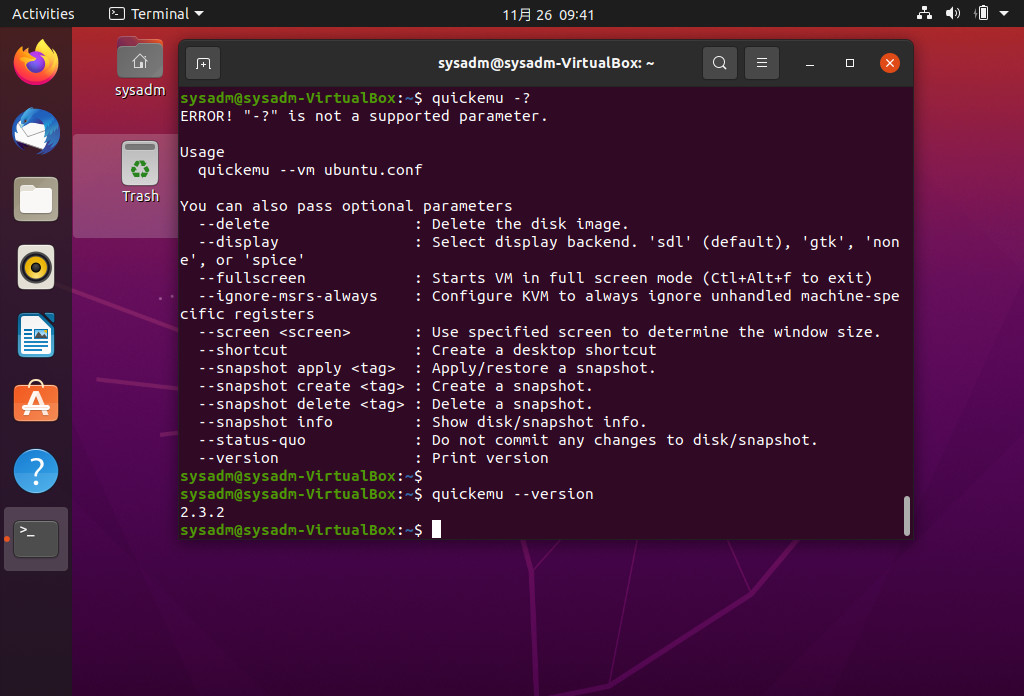 Activities
Terminal
11月 26 09:41
sysadm
Trash
sysadm@sysadm-VirtualBox: ~
sysadm@sysadm-VirtualBox:~$ quickemu -?
ERROR! "-?" is not a supported parameter.
Usage
quickemu --vm ubuntu.conf
You can also pass optional parameters
--delete : Delete the disk image.
--display : Select display backend. 'sdl' (default), 'gtk', 'non
e', or 'spice'
--fullscreen : Starts VM in full screen mode (Ctl+Alt+f to exit)
--ignore-msrs-always : Configure KVM to always ignore unhandled machine-spe
cific registers
--screen <screen> : Use specified screen to determine the window size.
--shortcut : Create a desktop shortcut
--snapshot apply <tag> : Apply/restore a snapshot.
--snapshot create <tag> : Create a snapshot.
--snapshot delete <tag> : Delete a snapshot.
--snapshot info : Show disk/snapshot info.
--status-quo : Do not commit any changes to disk/snapshot.
--version : Print version
sysadm@sysadm-VirtualBox:~$
sysadm@sysadm-VirtualBox:~$ quickemu --version
2.3.2
sysadm@sysadm-VirtualBox:~$